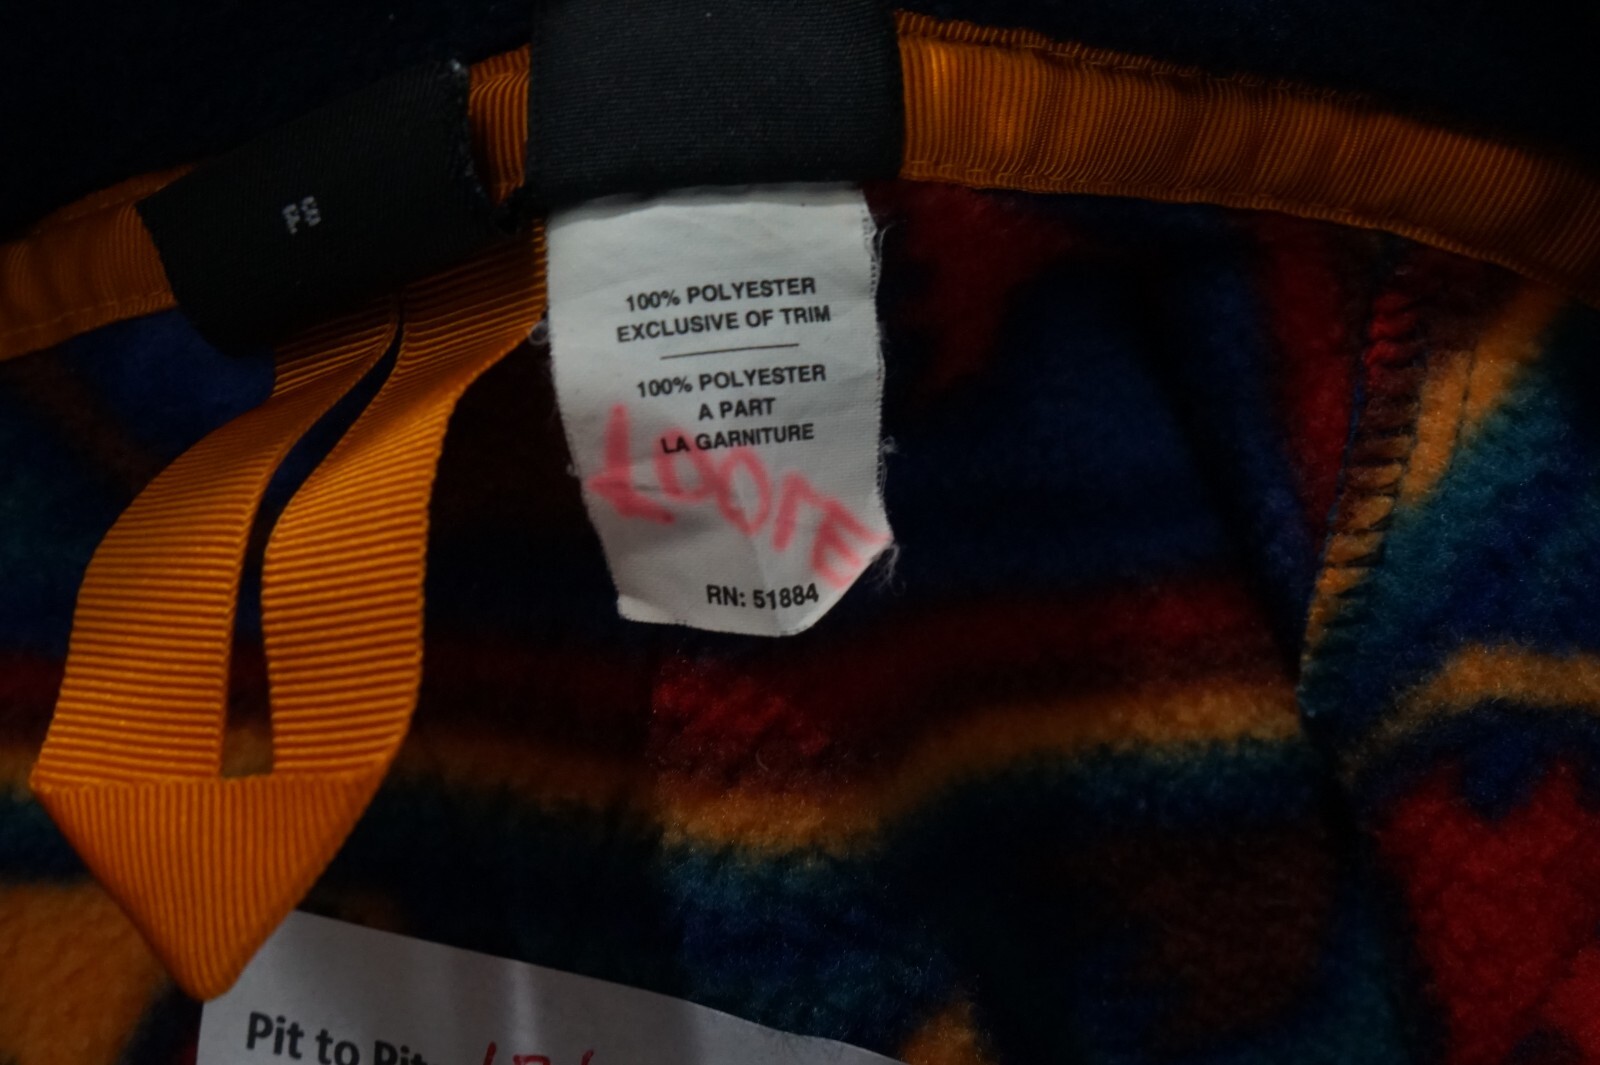 100% POLYESTER
EXCLUSIVE OF TRIM
100% POLYESTER
A PART
LA GARNITURE
RN: 51884
Pit to Pit